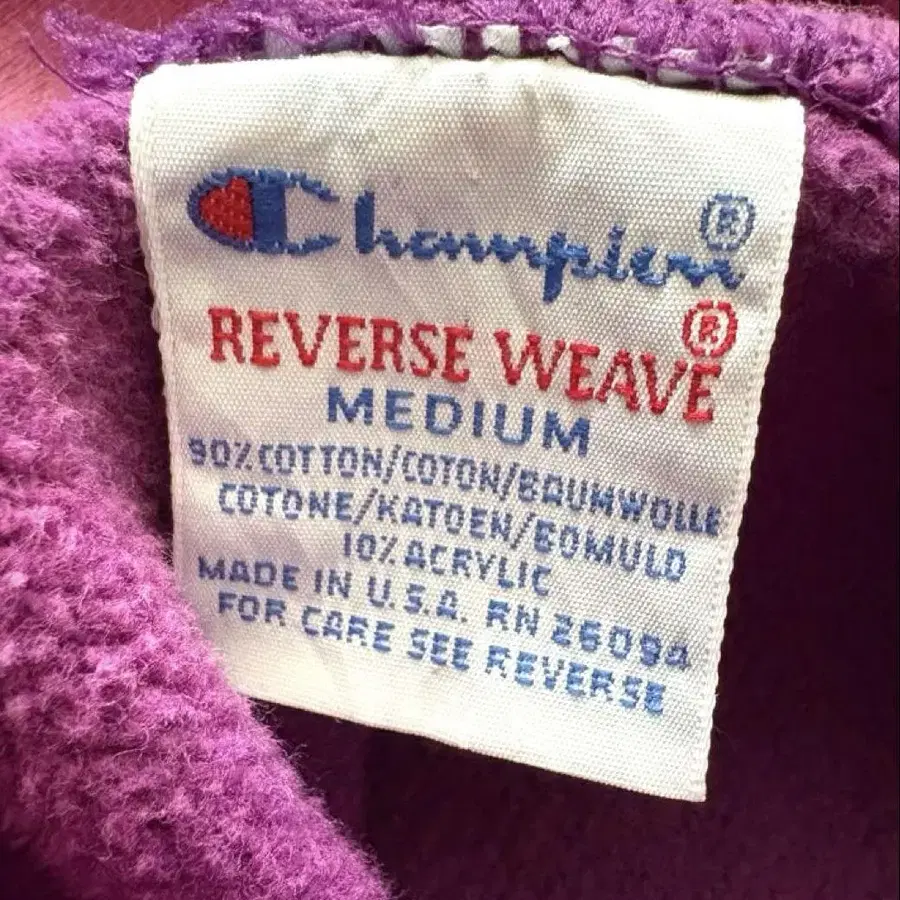 Champion®
REVERSE WEAVE®
MEDIUM
90% COTTON/COTON/BAUMWOLLE
COTONE/KATOEN/BOMULD
10% ACRYLIC
MADE IN U.S.A. RN 26094
FOR CARE SEE REVERSE